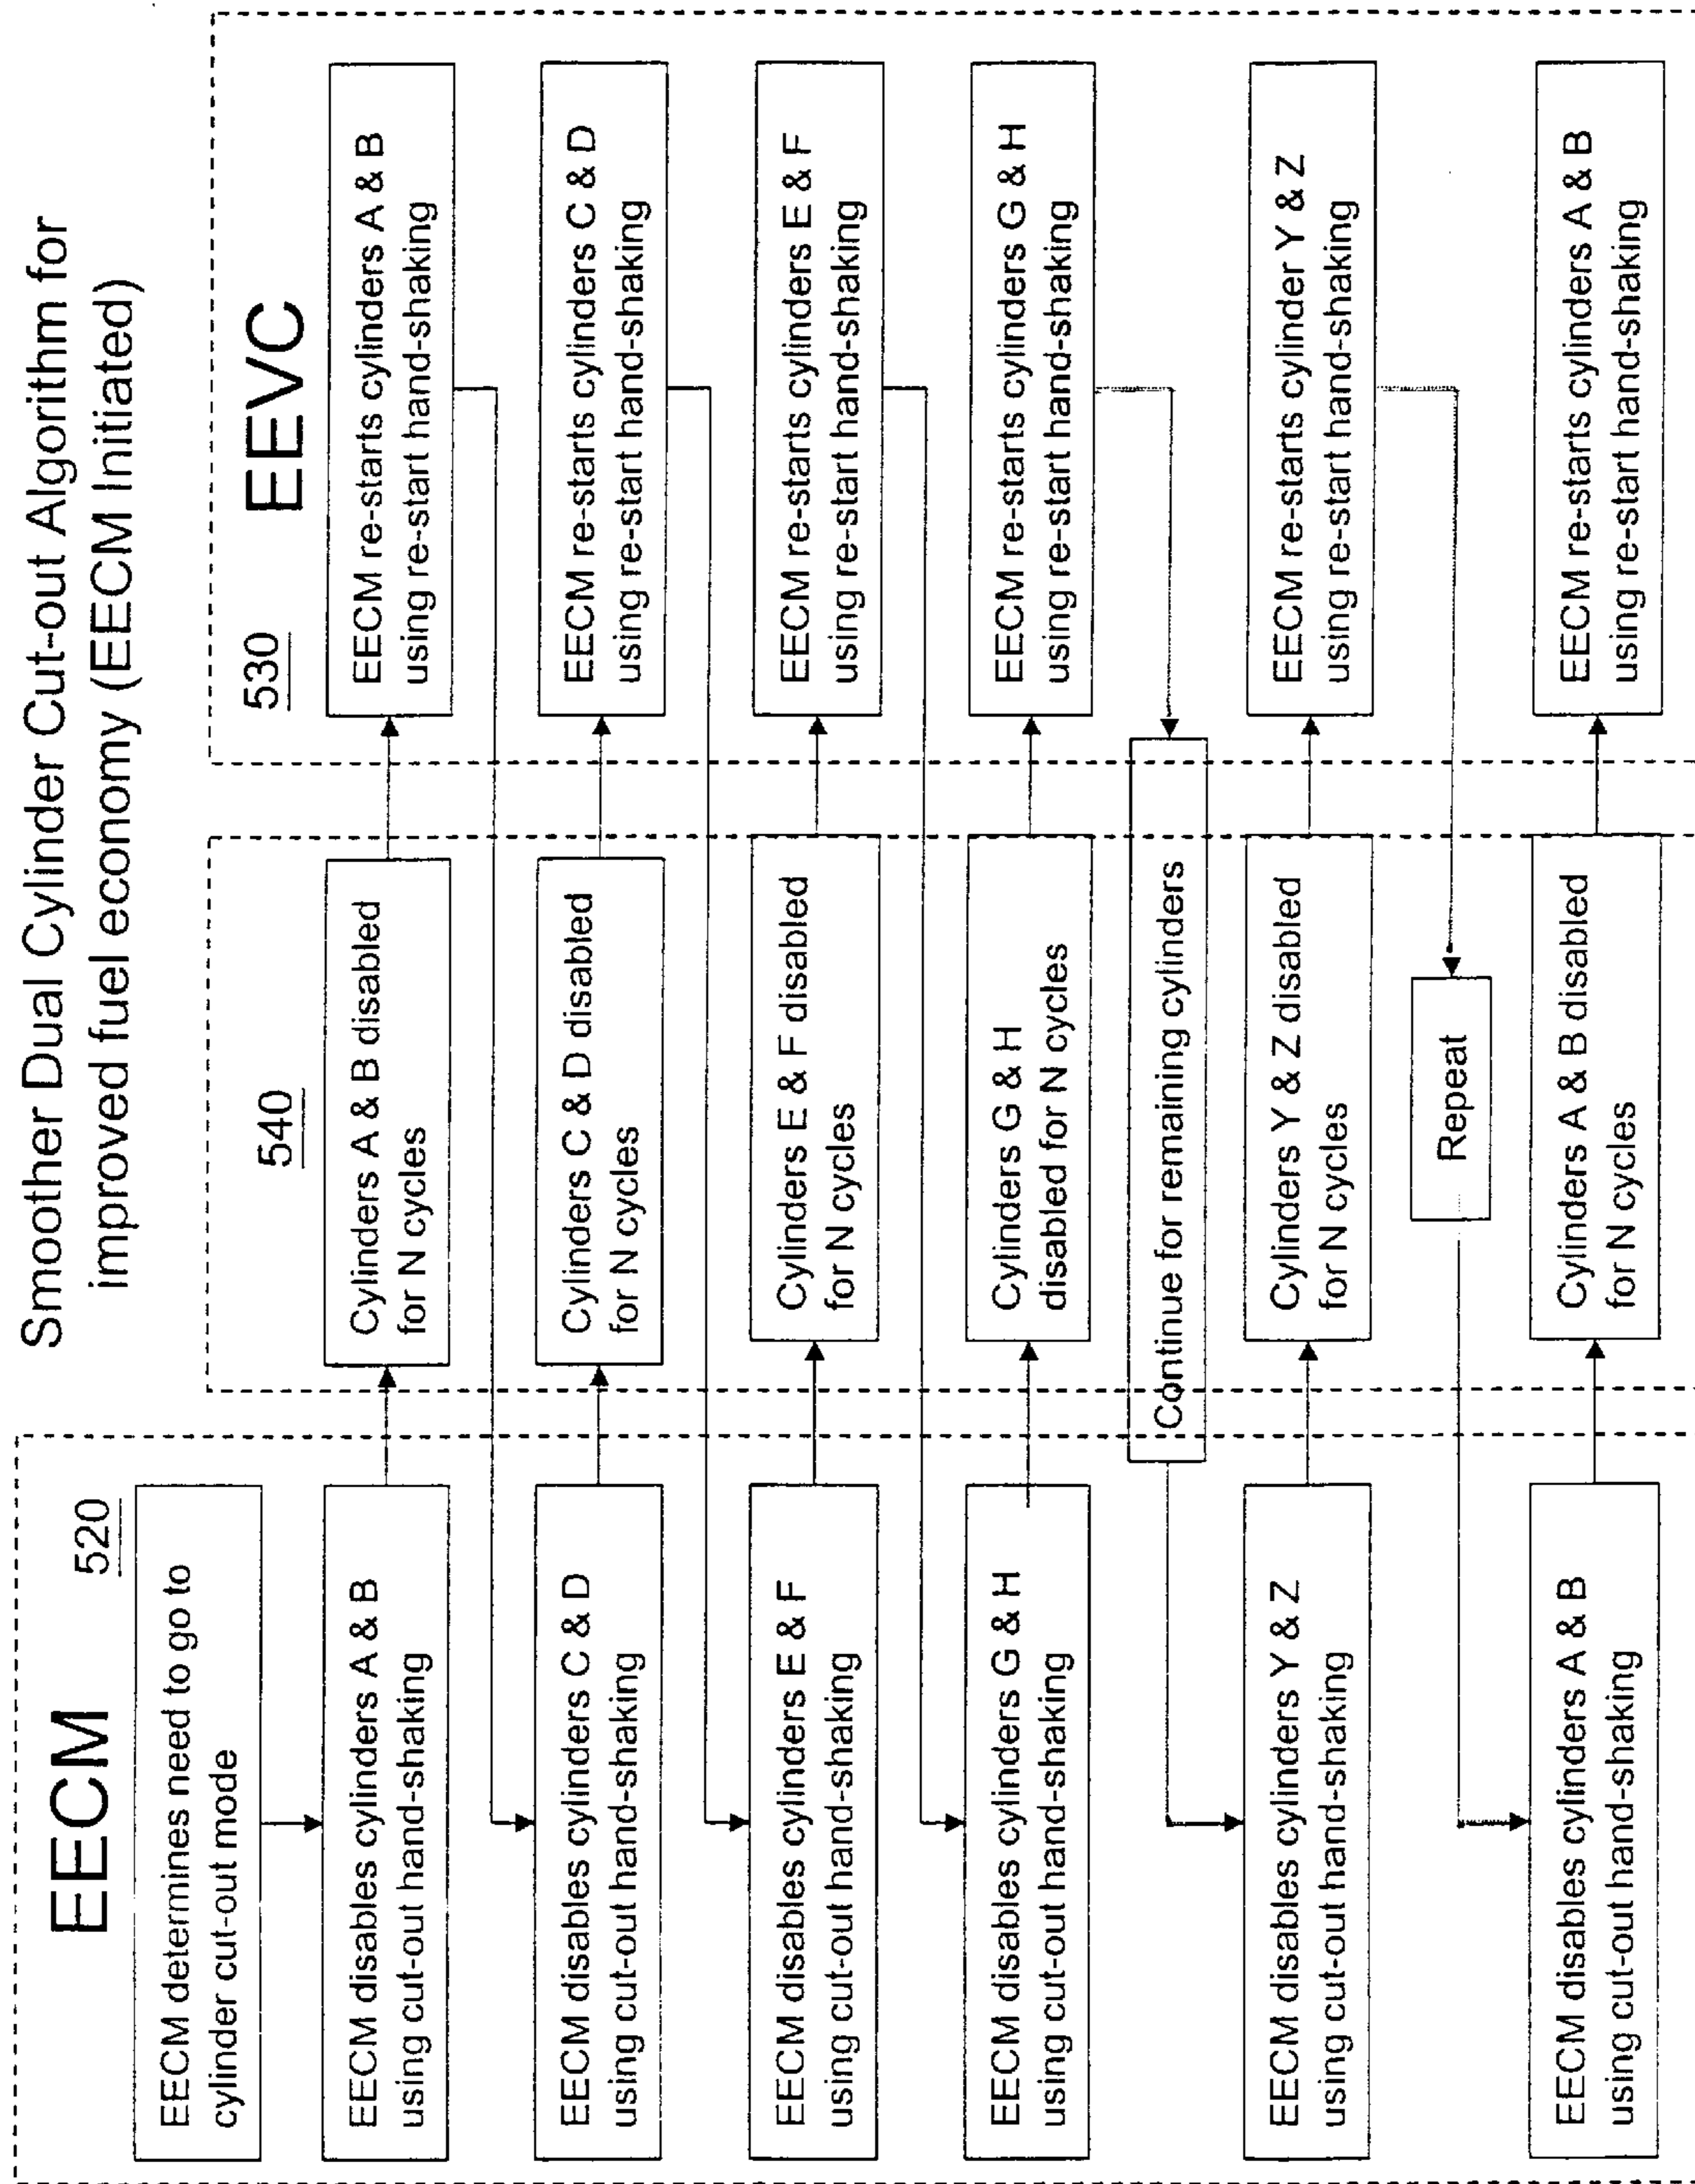 Smoother Dual Cylinder Cut-out Algorithm for
improved fuel economy (EECM Initiated)
EECM
520
540
530
EEVC
EECM determines need to go to
cylinder cut-out mode
EECM disables cylinders A & B
using cut-out hand-shaking
Cylinders A & B disabled
for N cycles
EECM re-starts cylinders A & B
using re-start hand-shaking
EECM disables cylinders C & D
using cut-out hand-shaking
Cylinders C & D disabled
for N cycles
EECM re-starts cylinders C & D
using re-start hand-shaking
EECM disables cylinders E & F
using cut-out hand-shaking
Cylinders E & F disabled
for N cycles
EECM re-starts cylinders E & F
using re-start hand-shaking
EECM disables cylinders G & H
using cut-out hand-shaking
Cylinders G & H
disabled for N cycles
EECM re-starts cylinders G & H
using re-start hand-shaking
Continue for remaining cylinders
EECM disables cylinders Y & Z
using cut-out hand-shaking
Cylinders Y & Z disabled
for N cycles
EECM re-starts cylinder Y & Z
using re-start hand-shaking
Repeat
EECM disables cylinders A & B
using cut-out hand-shaking
Cylinders A & B disabled
for N cycles
EECM re-starts cylinders A & B
using re-start hand-shaking